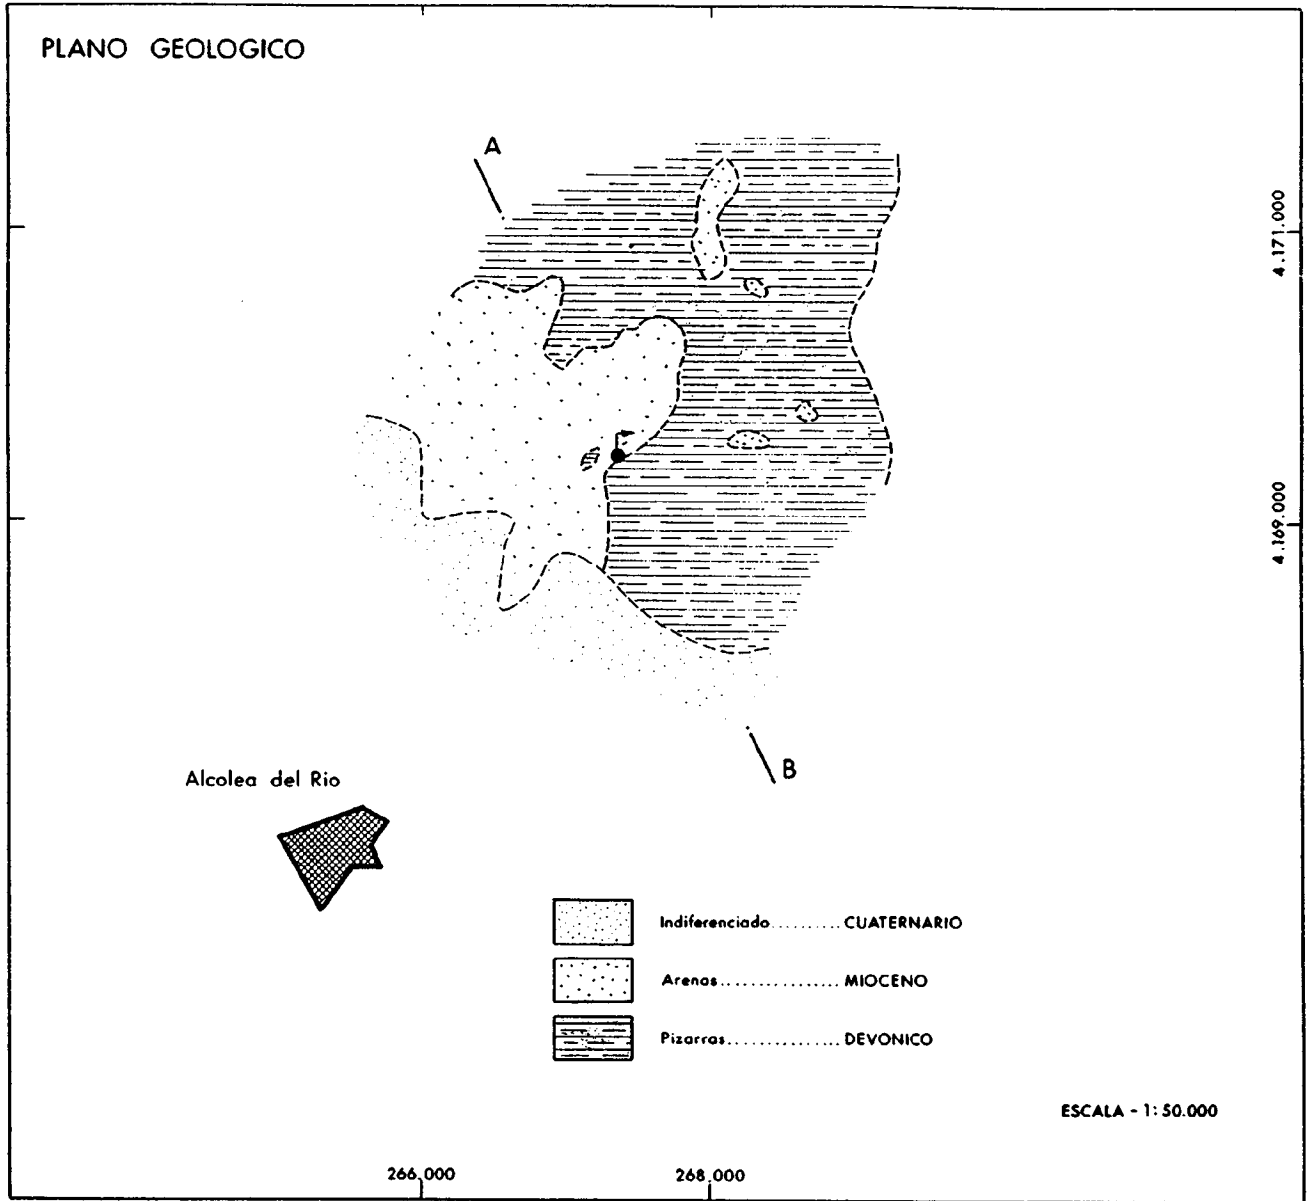 PLANO GEOLOGICO
A
4.171.000
4.169.000
B
Alcolea del Rio
Indiferenciado.......... CUATERNARIO
Arenas................ MIOCENO
Pizarras............... DEVONICO
ESCALA - 1: 50.000
266.000
268.000